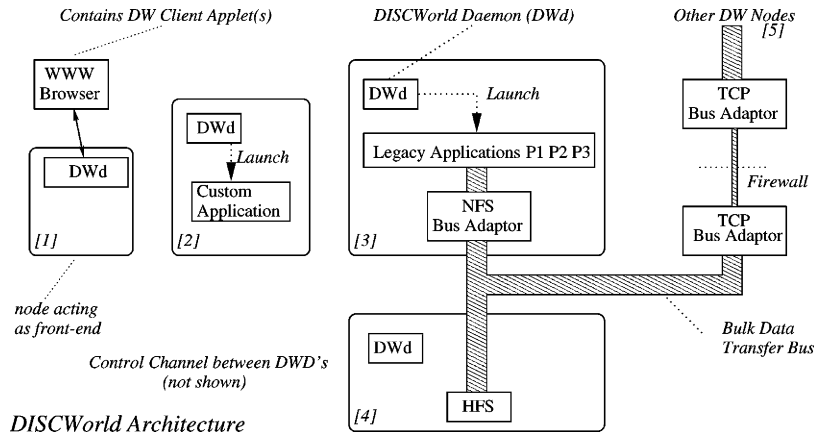 Contains DW Client Applet(s)
DISCWorld Daemon (DWd)
Other DW Nodes
[5]
WWW
Browser
DWd
[1]
DWd
Launch
Custom
Application
[2]
DWd
Launch
Legacy Applications P1 P2 P3
NFS
Bus Adaptor
[3]
TCP
Bus Adaptor
Firewall
TCP
Bus Adaptor
node acting
as front-end
Control Channel between DWD's
(not shown)
DWd
HFS
[4]
Bulk Data
Transfer Bus
DISCWorld Architecture